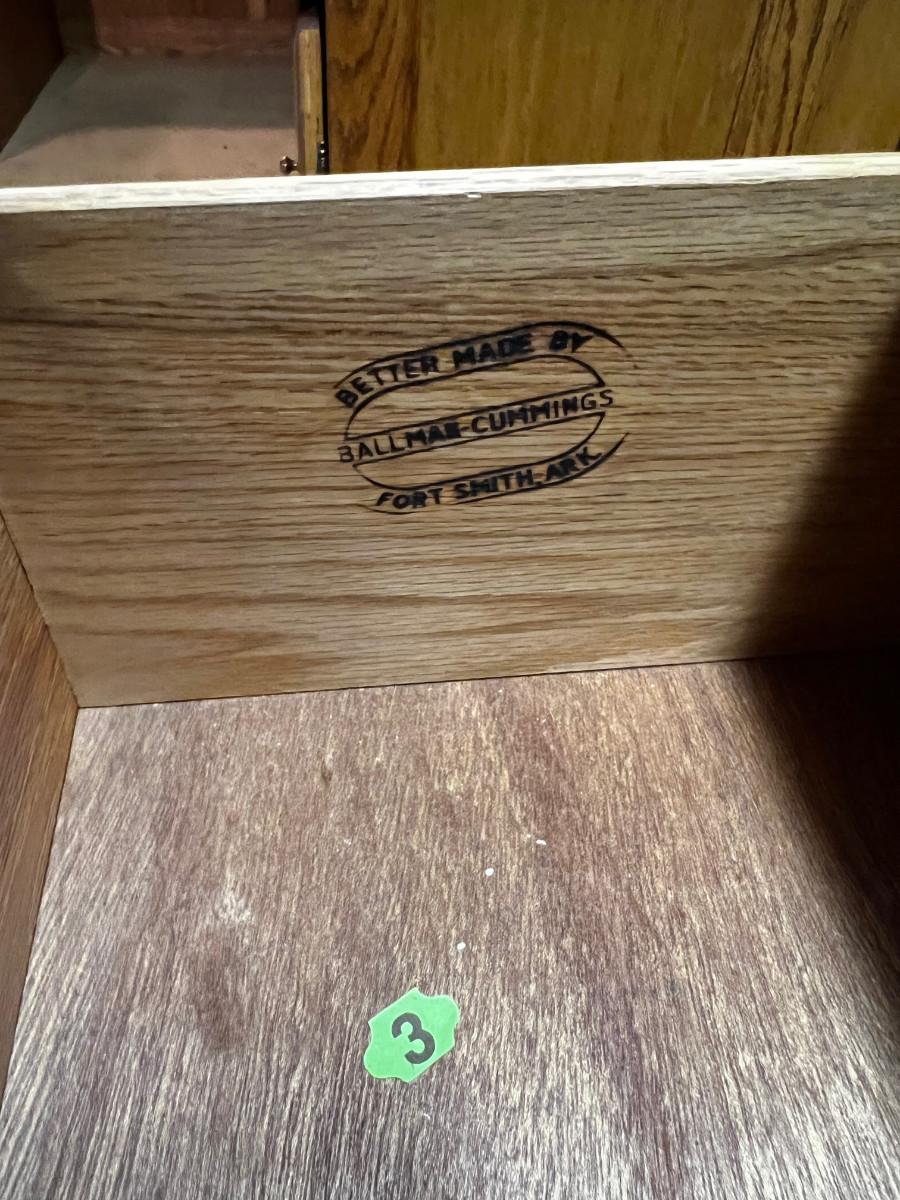 BETTER MADE BY
BALLMAN-CUMMINGS
FORT SMITH, ARK.
3